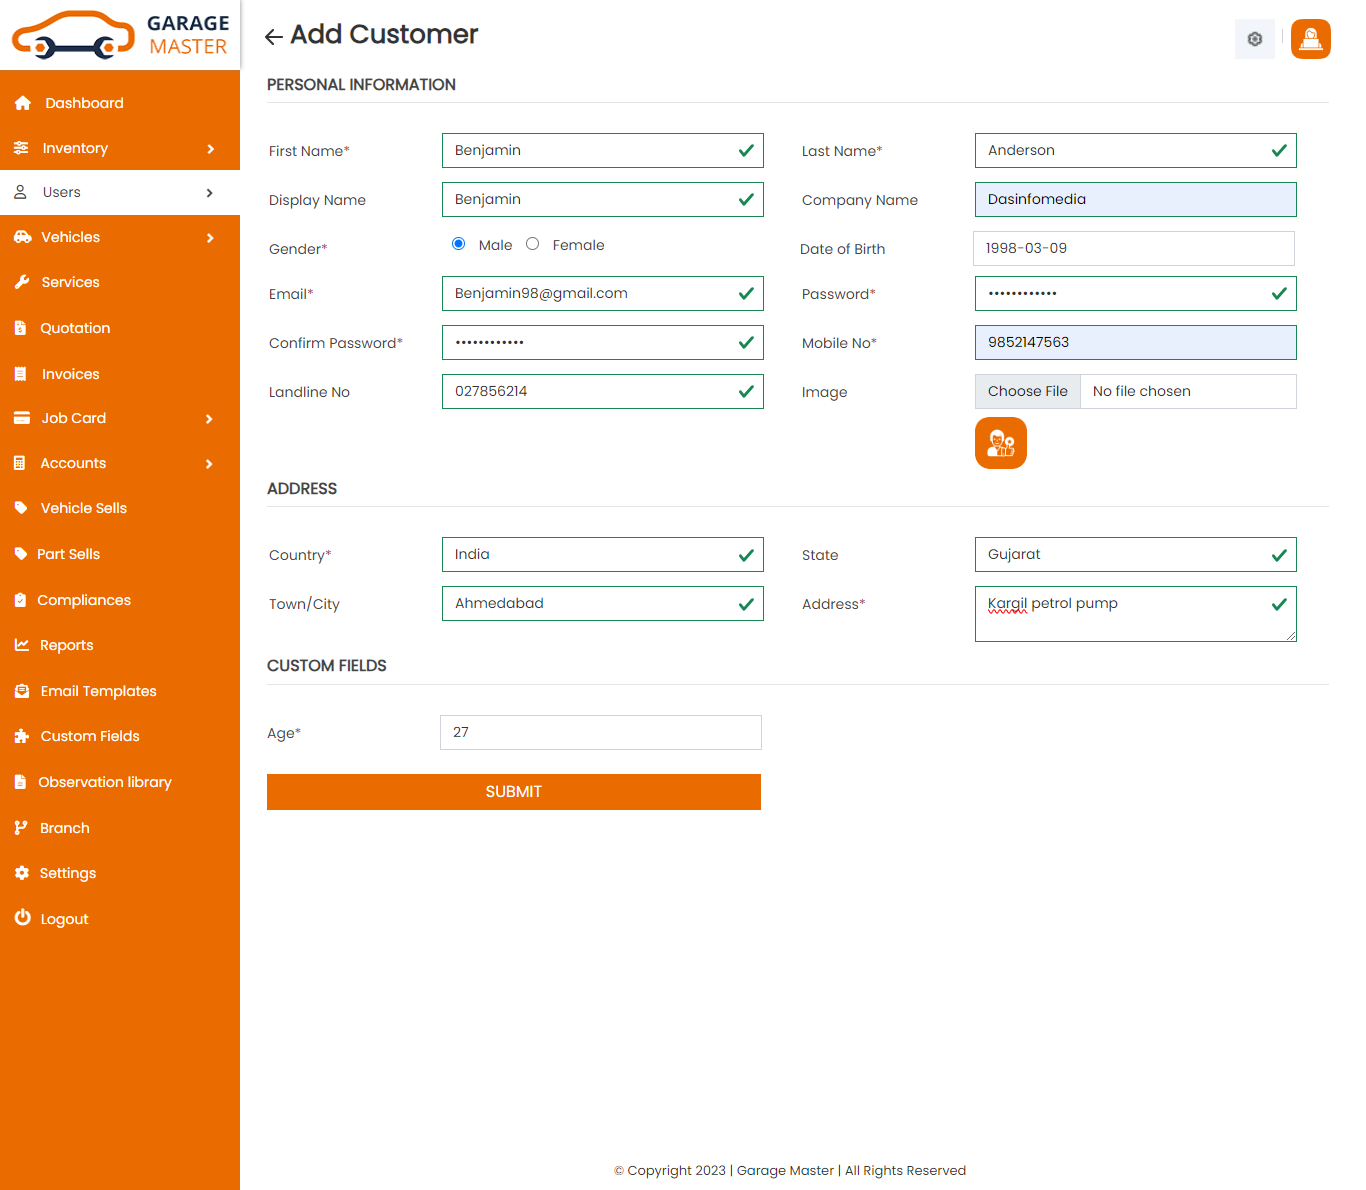 GARAGE
MASTER
Dashboard
Inventory
Users
Vehicles
Services
Quotation
Invoices
Job Card
Accounts
Vehicle Sells
Part Sells
Compliances
Reports
Email Templates
Custom Fields
Observation library
Branch
Settings
Logout
Add Customer
PERSONAL INFORMATION
First Name* Benjamin Last Name* Anderson
Display Name Benjamin Company Name Dasinfomedia
Gender* Male Female Date of Birth 1998-03-09
Email* Benjamin98@gmail.com Password* ••••••••••••
Confirm Password* •••••••••••• Mobile No* 9852147563
Landline No 027856214 Image Choose File No file chosen
ADDRESS
Country* India State Gujarat
Town/City Ahmedabad Address* Kargil petrol pump
CUSTOM FIELDS
Age* 27
SUBMIT
© Copyright 2023 | Garage Master | All Rights Reserved